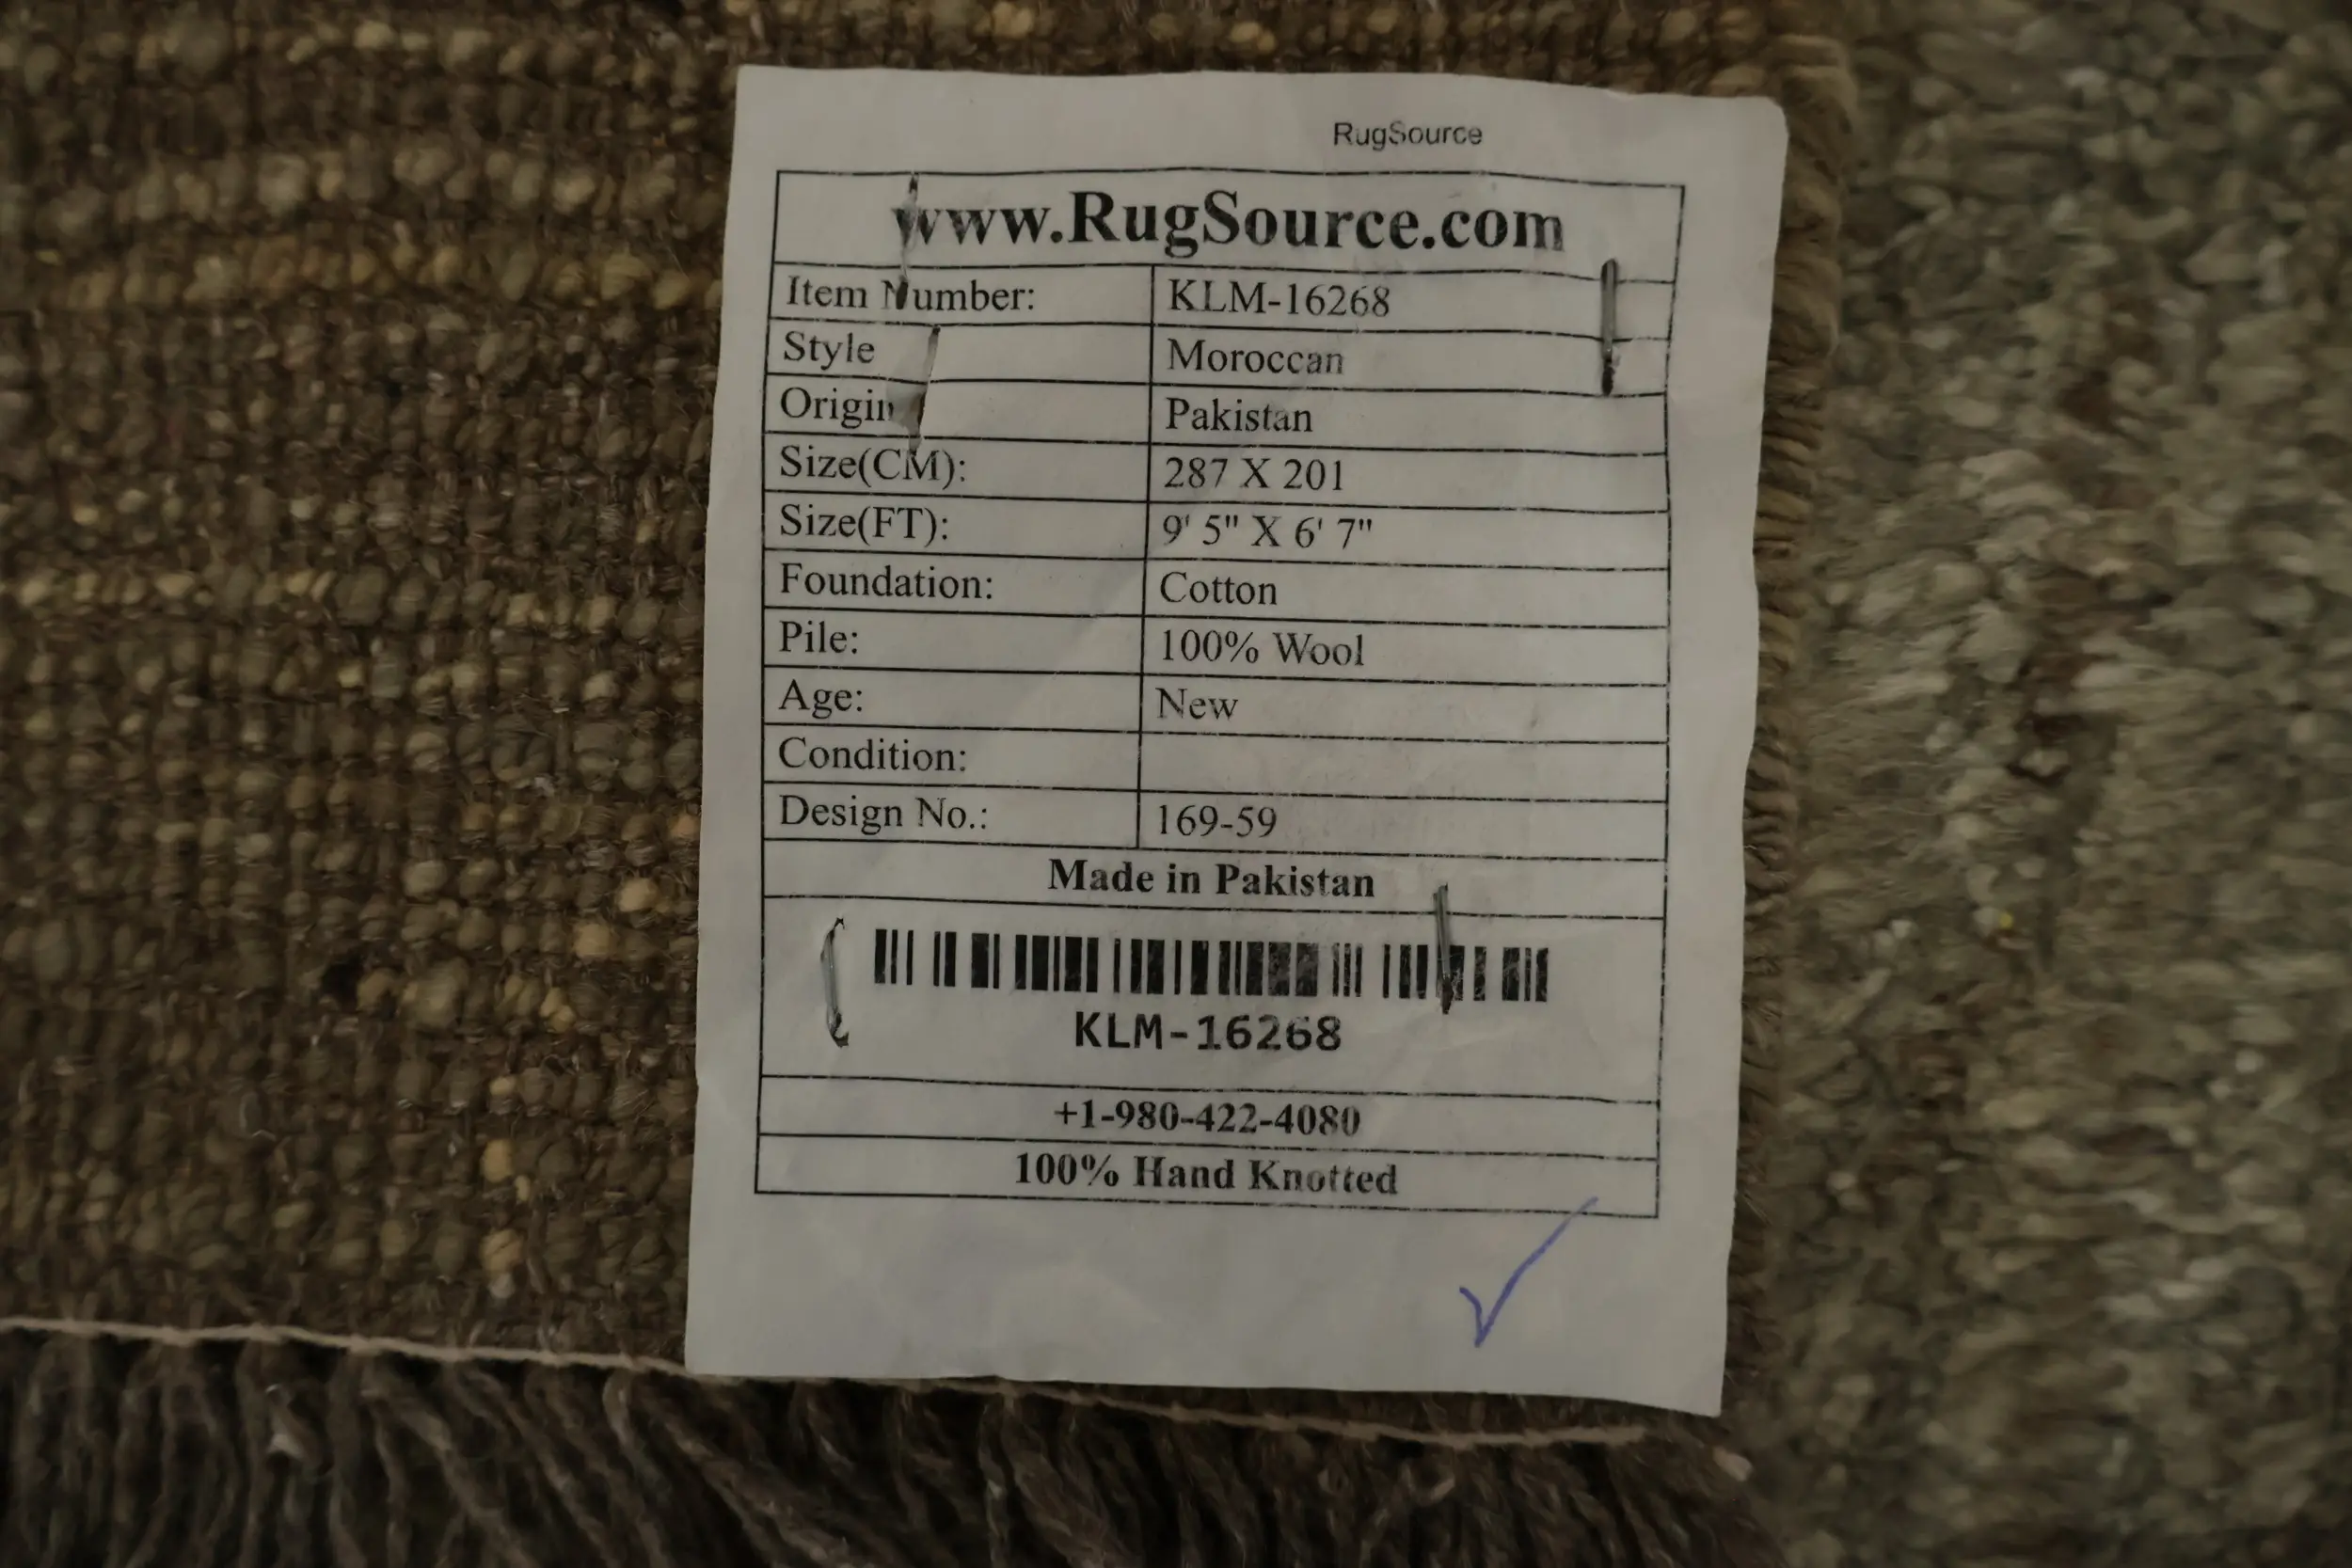 RugSource
www.RugSource.com
Item Number: KLM-16268
Style Moroccan
Origin Pakistan
Size(CM): 287 X 201
Size(FT): 9' 5" X 6' 7"
Foundation: Cotton
Pile: 100% Wool
Age: New
Condition:
Design No.: 169-59
Made in Pakistan
KLM-16268
+1-980-422-4080
100% Hand Knotted